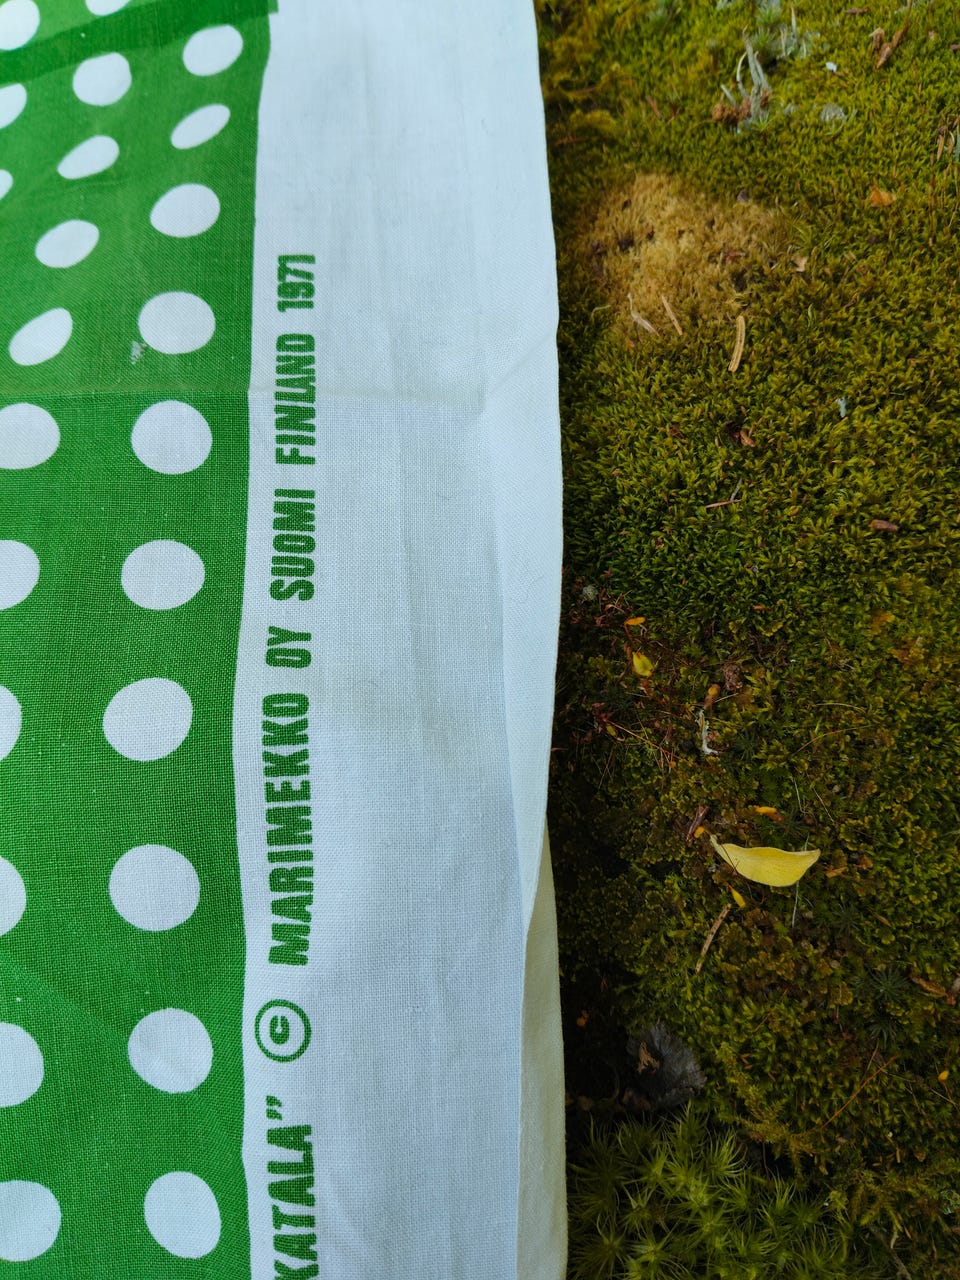 KATALA” © MARIMEKKO OY SUOMI FINLAND 1971